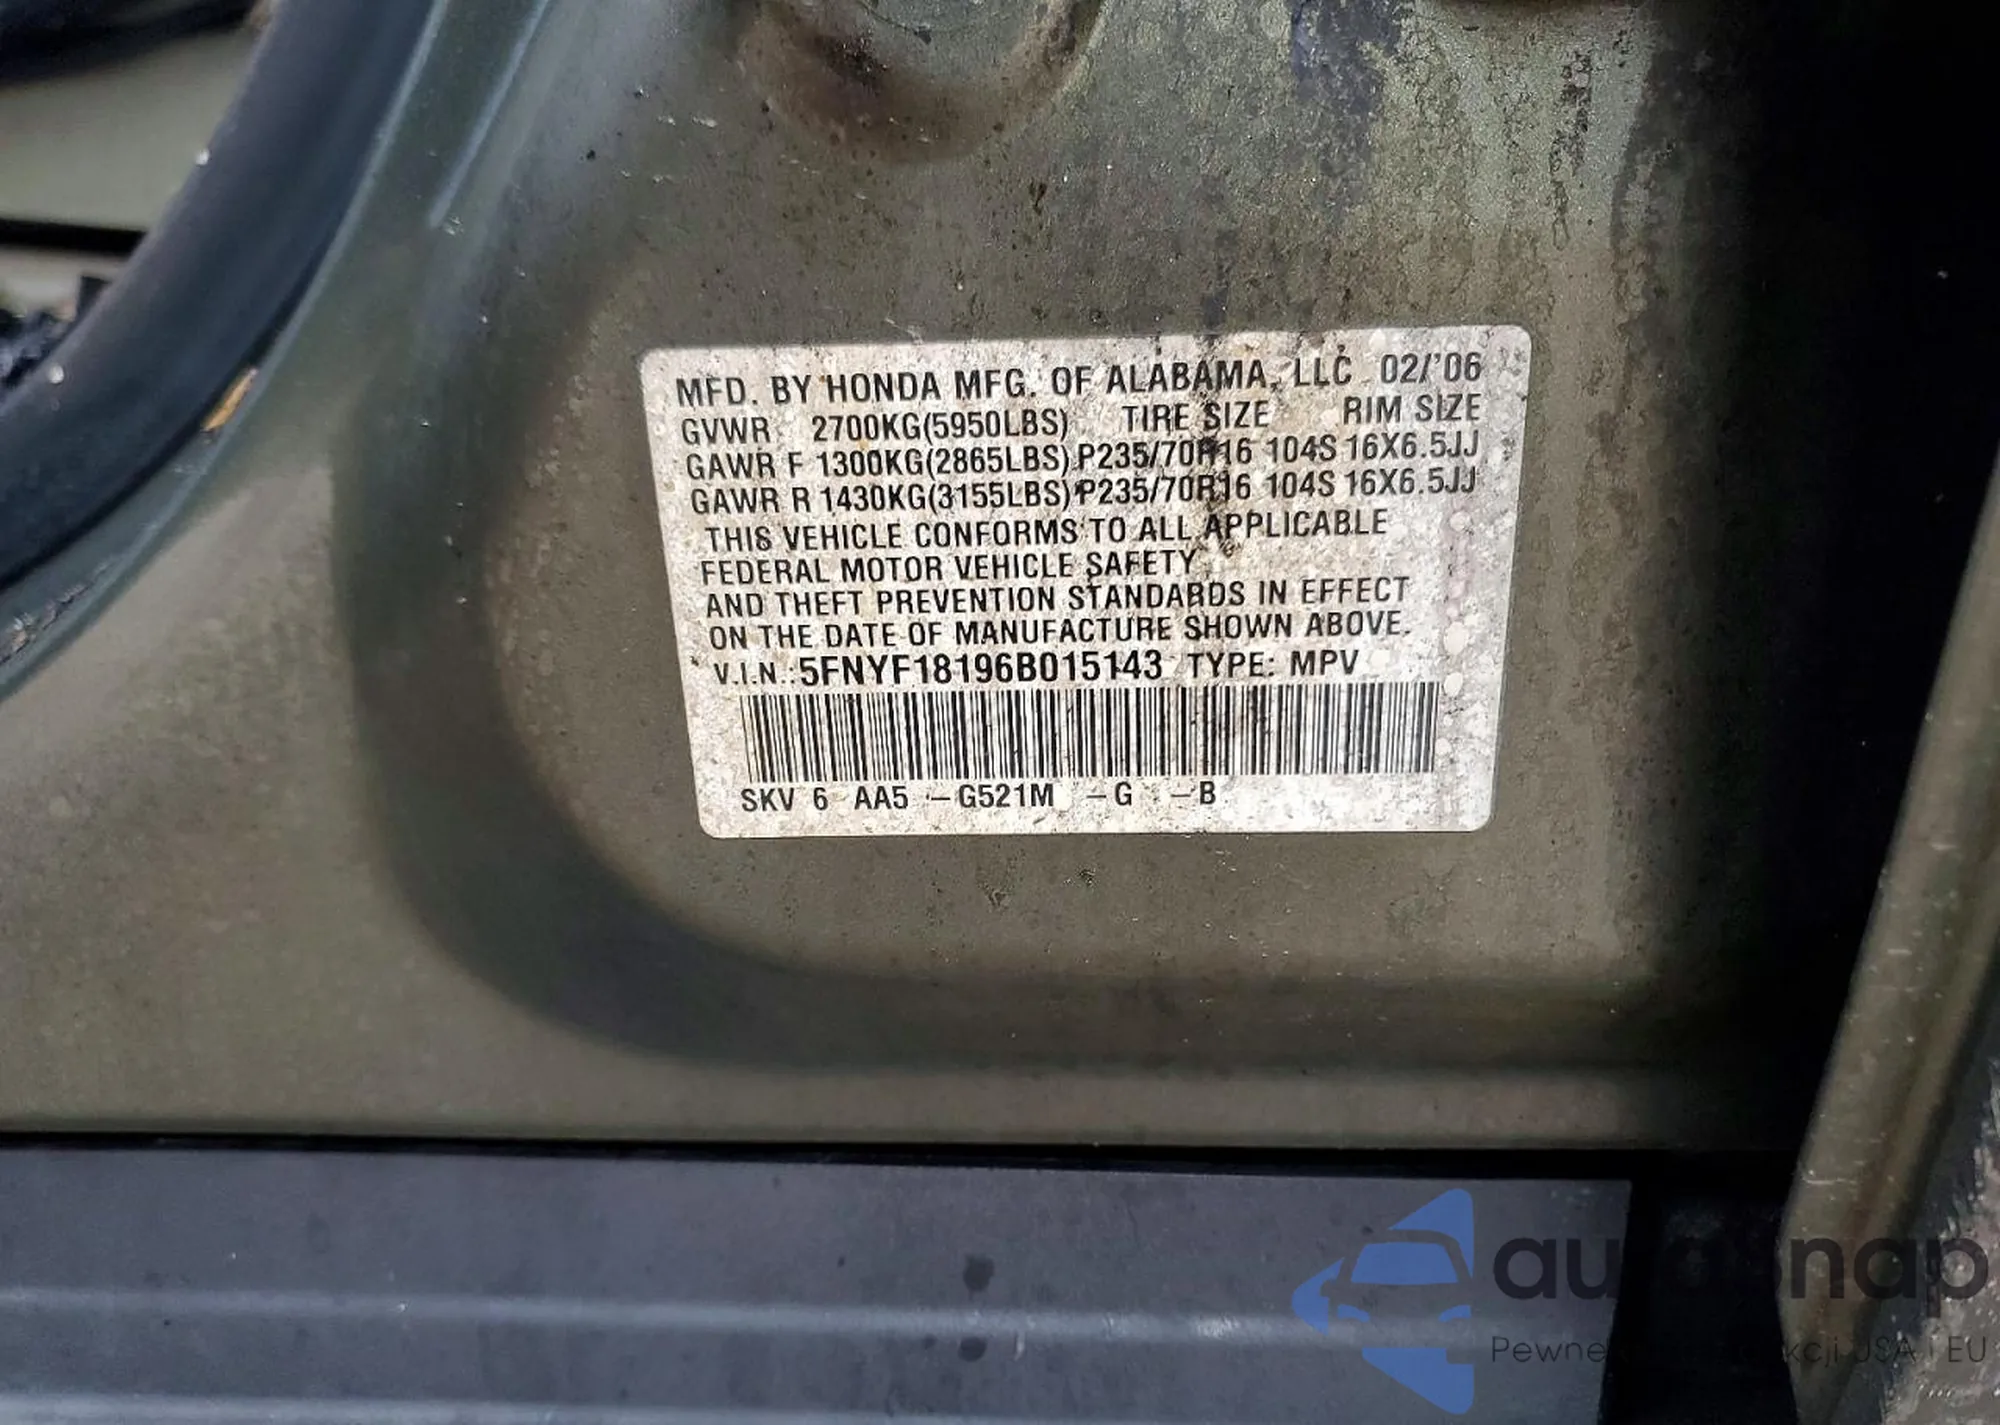 MFD. BY HONDA MFG. OF ALABAMA, LLC 02/'06
GVWR 2700KG(5950LBS) TIRE SIZE RIM SIZE
GAWR F 1300KG(2865LBS) P235/70R16 104S 16X6.5JJ
GAWR R 1430KG(3155LBS) P235/70R16 104S 16X6.5JJ
THIS VEHICLE CONFORMS TO ALL APPLICABLE
FEDERAL MOTOR VEHICLE SAFETY
AND THEFT PREVENTION STANDARDS IN EFFECT
ON THE DATE OF MANUFACTURE SHOWN ABOVE.
V.I.N.: 5FNYF18196B015143 TYPE: MPV
SKV 6 AA5 -G521M -G -B
autosnap
USA i EU